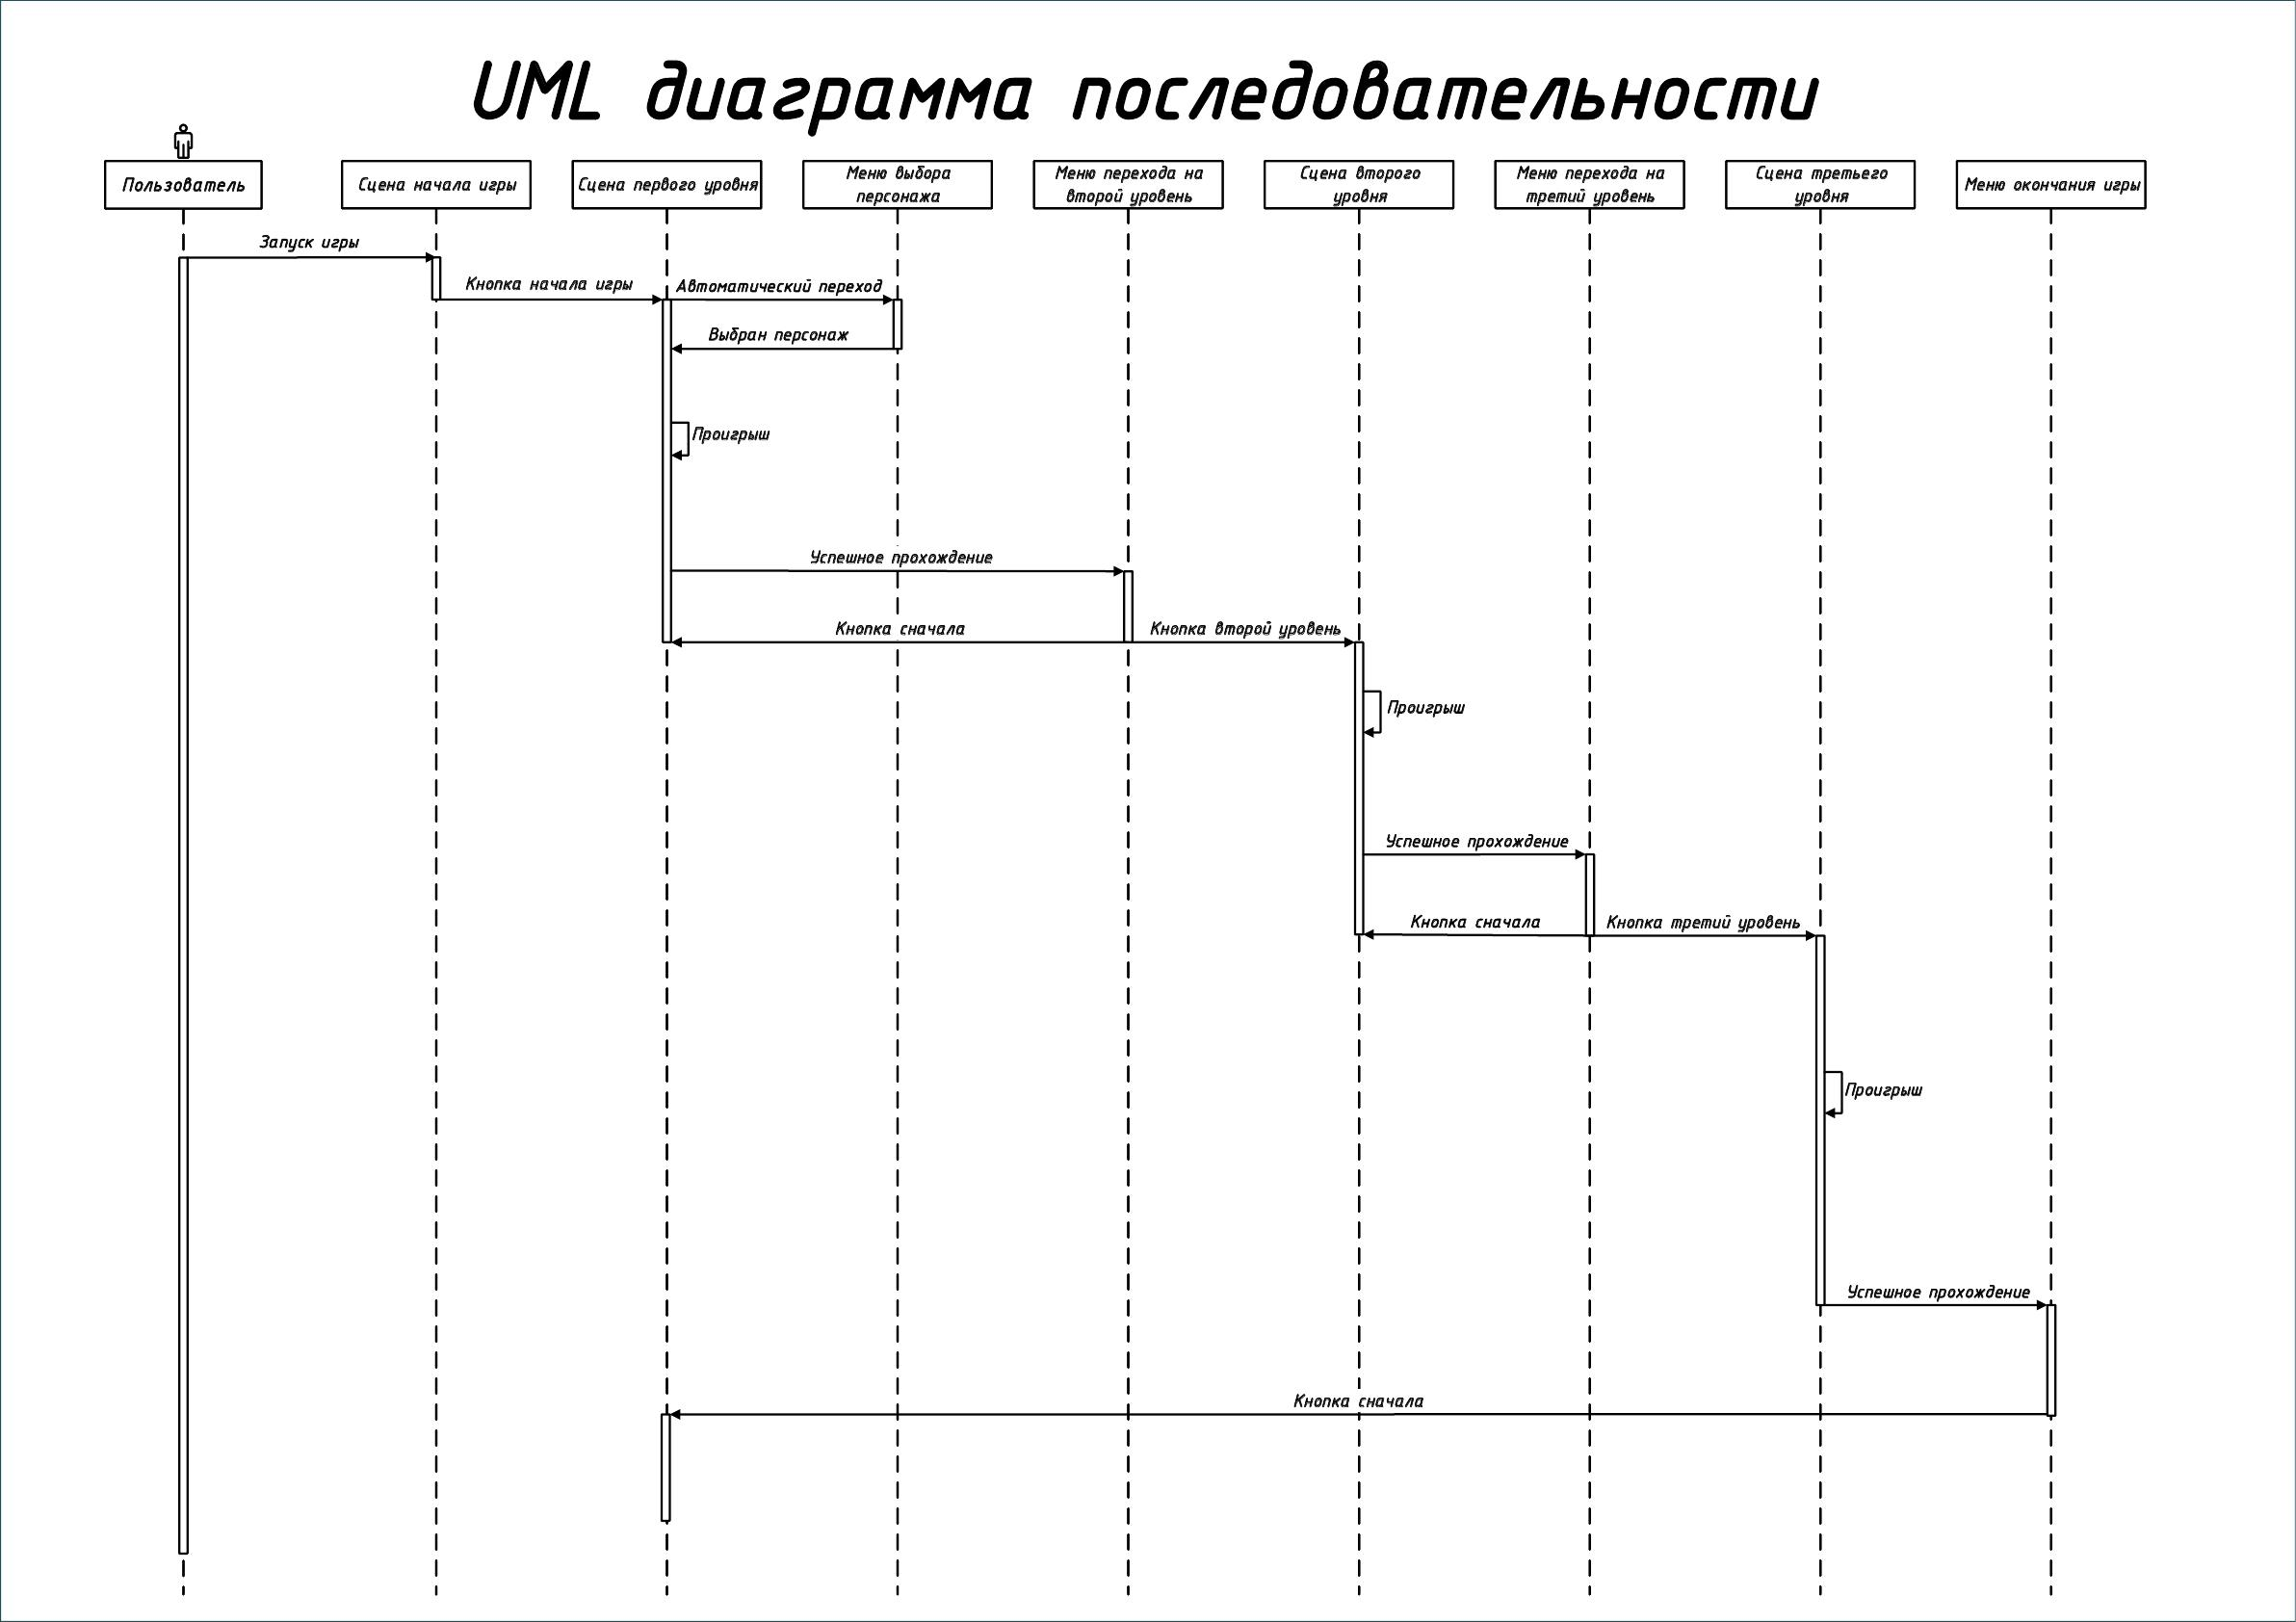 UML диаграмма последовательности
Пользователь
Сцена начала игры
Сцена первого уровня
Меню выбора
персонажа
Меню перехода на
второй уровень
Сцена второго
уровня
Меню перехода на
третий уровень
Сцена третьего
уровня
Меню окончания игры
Запуск игры
Кнопка начала игры
Автоматический переход
Выбран персонаж
Проигрыш
Успешное прохождение
Кнопка сначала
Кнопка второй уровень
Проигрыш
Успешное прохождение
Кнопка сначала
Кнопка третий уровень
Проигрыш
Успешное прохождение
Кнопка сначала